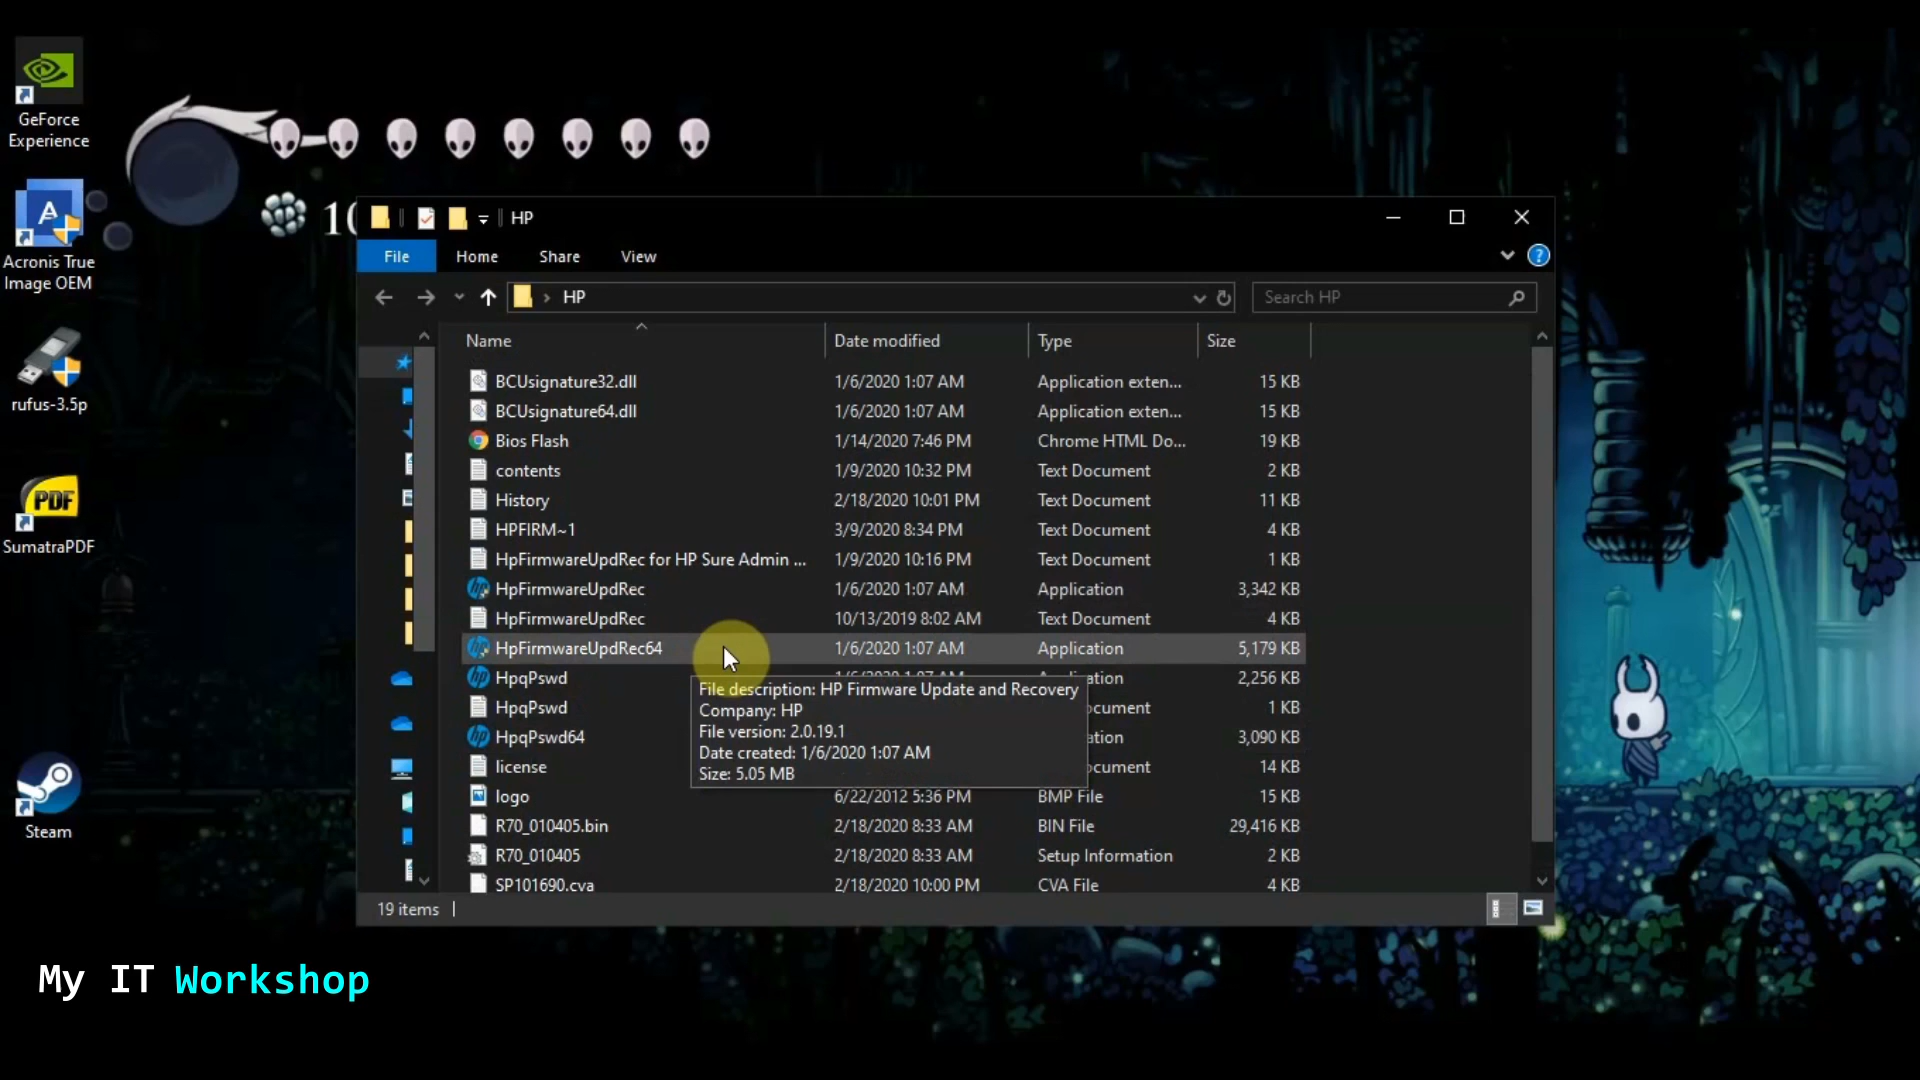 GeForce
Experience
Acronis True
Image OEM
rufus-3.5p
PDF
SumatraPDF
Steam
10
HP
File Home Share View
HP
Search HP
Name Date modified Type Size
BCUsignature32.dll 1/6/2020 1:07 AM Application exten... 15 KB
BCUsignature64.dll 1/6/2020 1:07 AM Application exten... 15 KB
Bios Flash 1/14/2020 7:46 PM Chrome HTML Do... 19 KB
contents 1/9/2020 10:32 PM Text Document 2 KB
History 2/18/2020 10:01 PM Text Document 11 KB
HPFIRM~1 3/9/2020 8:34 PM Text Document 4 KB
HpFirmwareUpdRec for HP Sure Admin ... 1/9/2020 10:16 PM Text Document 1 KB
HpFirmwareUpdRec 1/6/2020 1:07 AM Application 3,342 KB
HpFirmwareUpdRec 10/13/2019 8:02 AM Text Document 4 KB
HpFirmwareUpdRec64 1/6/2020 1:07 AM Application 5,179 KB
HpqPswd 2,256 KB
HpqPswd 1 KB
HpqPswd64 3,090 KB
license 14 KB
File description: HP Firmware Update and Recovery
Company: HP
File version: 2.0.19.1
Date created: 1/6/2020 1:07 AM
Size: 5.05 MB
logo 6/22/2012 5:36 PM BMP File 15 KB
R70_010405.bin 2/18/2020 8:33 AM BIN File 29,416 KB
R70_010405 2/18/2020 8:33 AM Setup Information 2 KB
SP101690.cva 2/18/2020 10:00 PM CVA File 4 KB
19 items
My IT Workshop